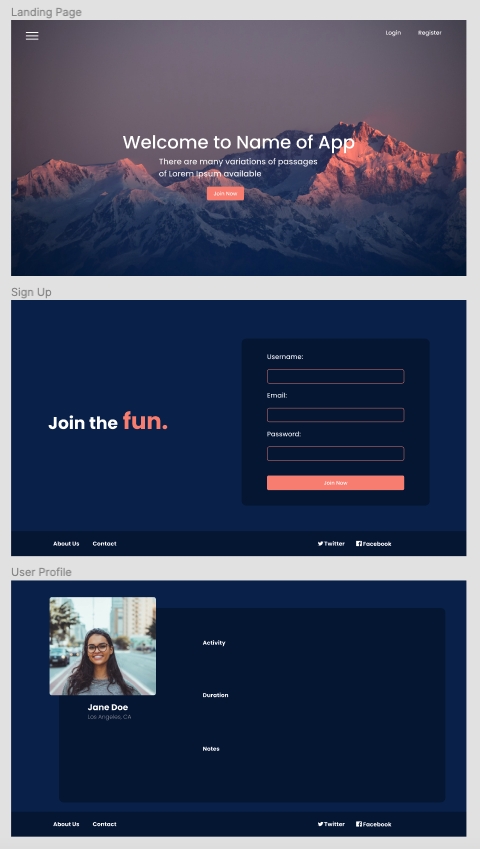 Landing Page
Login Register
Welcome to Name of App
There are many variations of passages
of Lorem Ipsum available
Join Now
Sign Up
Username:
Email:
Join the fun.
Password:
Join Now
About Us Contact Twitter Facebook
User Profile
Activity
Duration
Jane Doe
Los Angeles, CA
Notes
About Us Contact Twitter Facebook